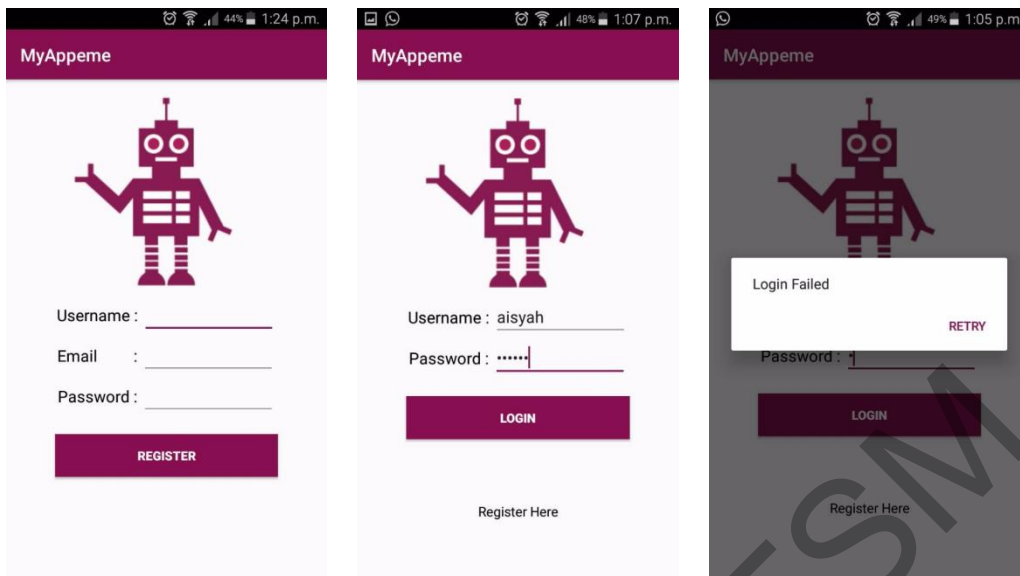 44% 1:24 p.m.
MyAppeme
Username :
Email :
Password :
REGISTER
48% 1:07 p.m.
MyAppeme
Username : aisyah
Password : ••••••
LOGIN
Register Here
49% 1:05 p.m
MyAppeme
Login Failed
RETRY
Password : •
LOGIN
Register Here